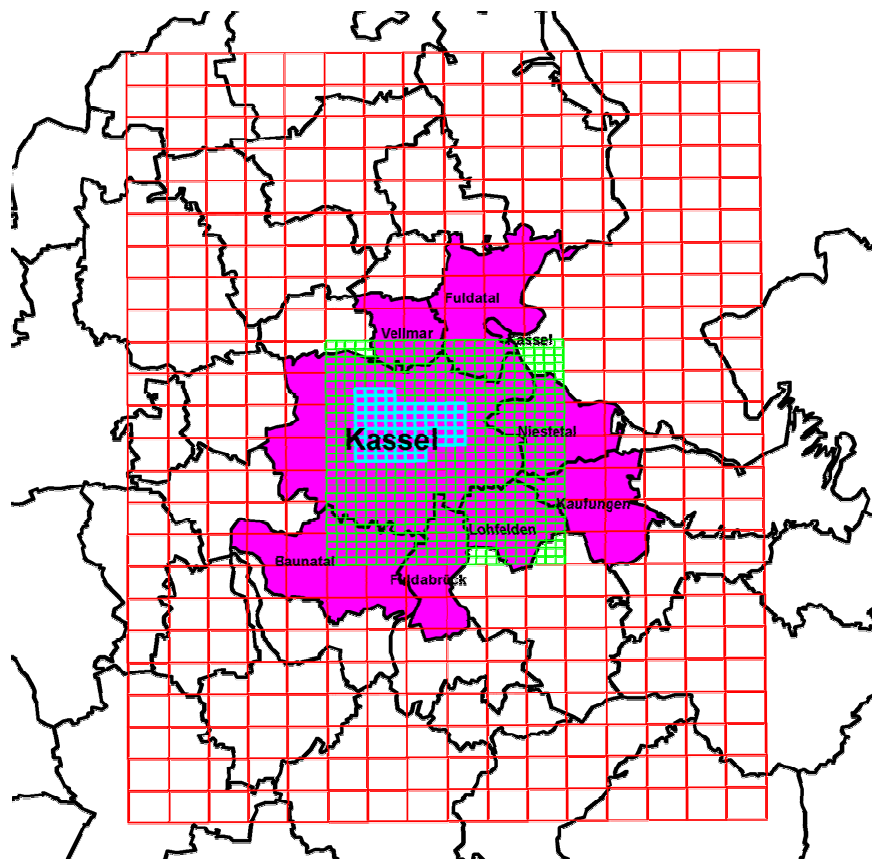 Fuldatal
Vellmar
Kassel
Niestetal
Kassel
Kaufungen
Lohfelden
Baunatal
Fuldabrück